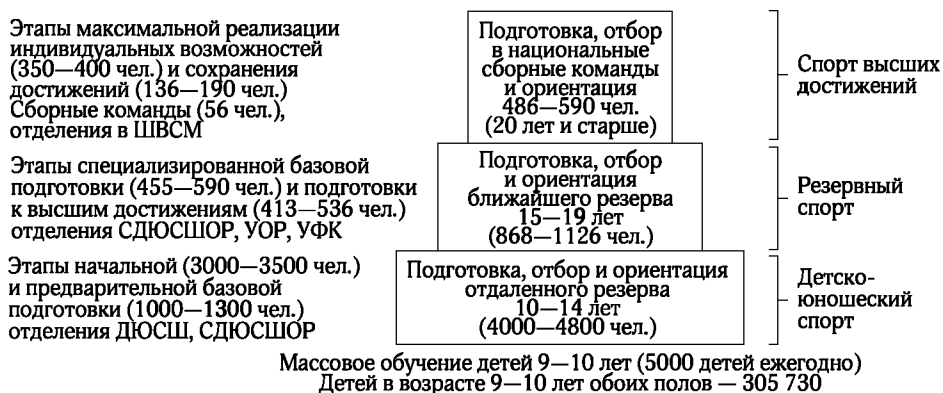 Этапы максимальной реализации
индивидуальных возможностей
(350—400 чел.) и сохранения
достижений (136—190 чел.)
Сборные команды (56 чел.),
отделения в ШВСМ
Подготовка, отбор
в национальные
сборные команды
и ориентация
486—590 чел.
(20 лет и старше)
Спорт высших
достижений
Этапы специализированной базовой
подготовки (455—590 чел.) и подготовки
к высшим достижениям (413—536 чел.)
отделения СДЮСШОР, УОР, УФК
Подготовка, отбор
и ориентация
ближайшего резерва
15—19 лет
(868—1126 чел.)
Резервный
спорт
Этапы начальной (3000—3500 чел.)
и предварительной базовой
подготовки (1000—1300 чел.)
отделения ДЮСШ, СДЮСШОР
Подготовка, отбор и ориентация
отдаленного резерва
10—14 лет
(4000—4800 чел.)
Детско-
юношеский
спорт
Массовое обучение детей 9—10 лет (5000 детей ежегодно)
Детей в возрасте 9—10 лет обоих полов — 305 730